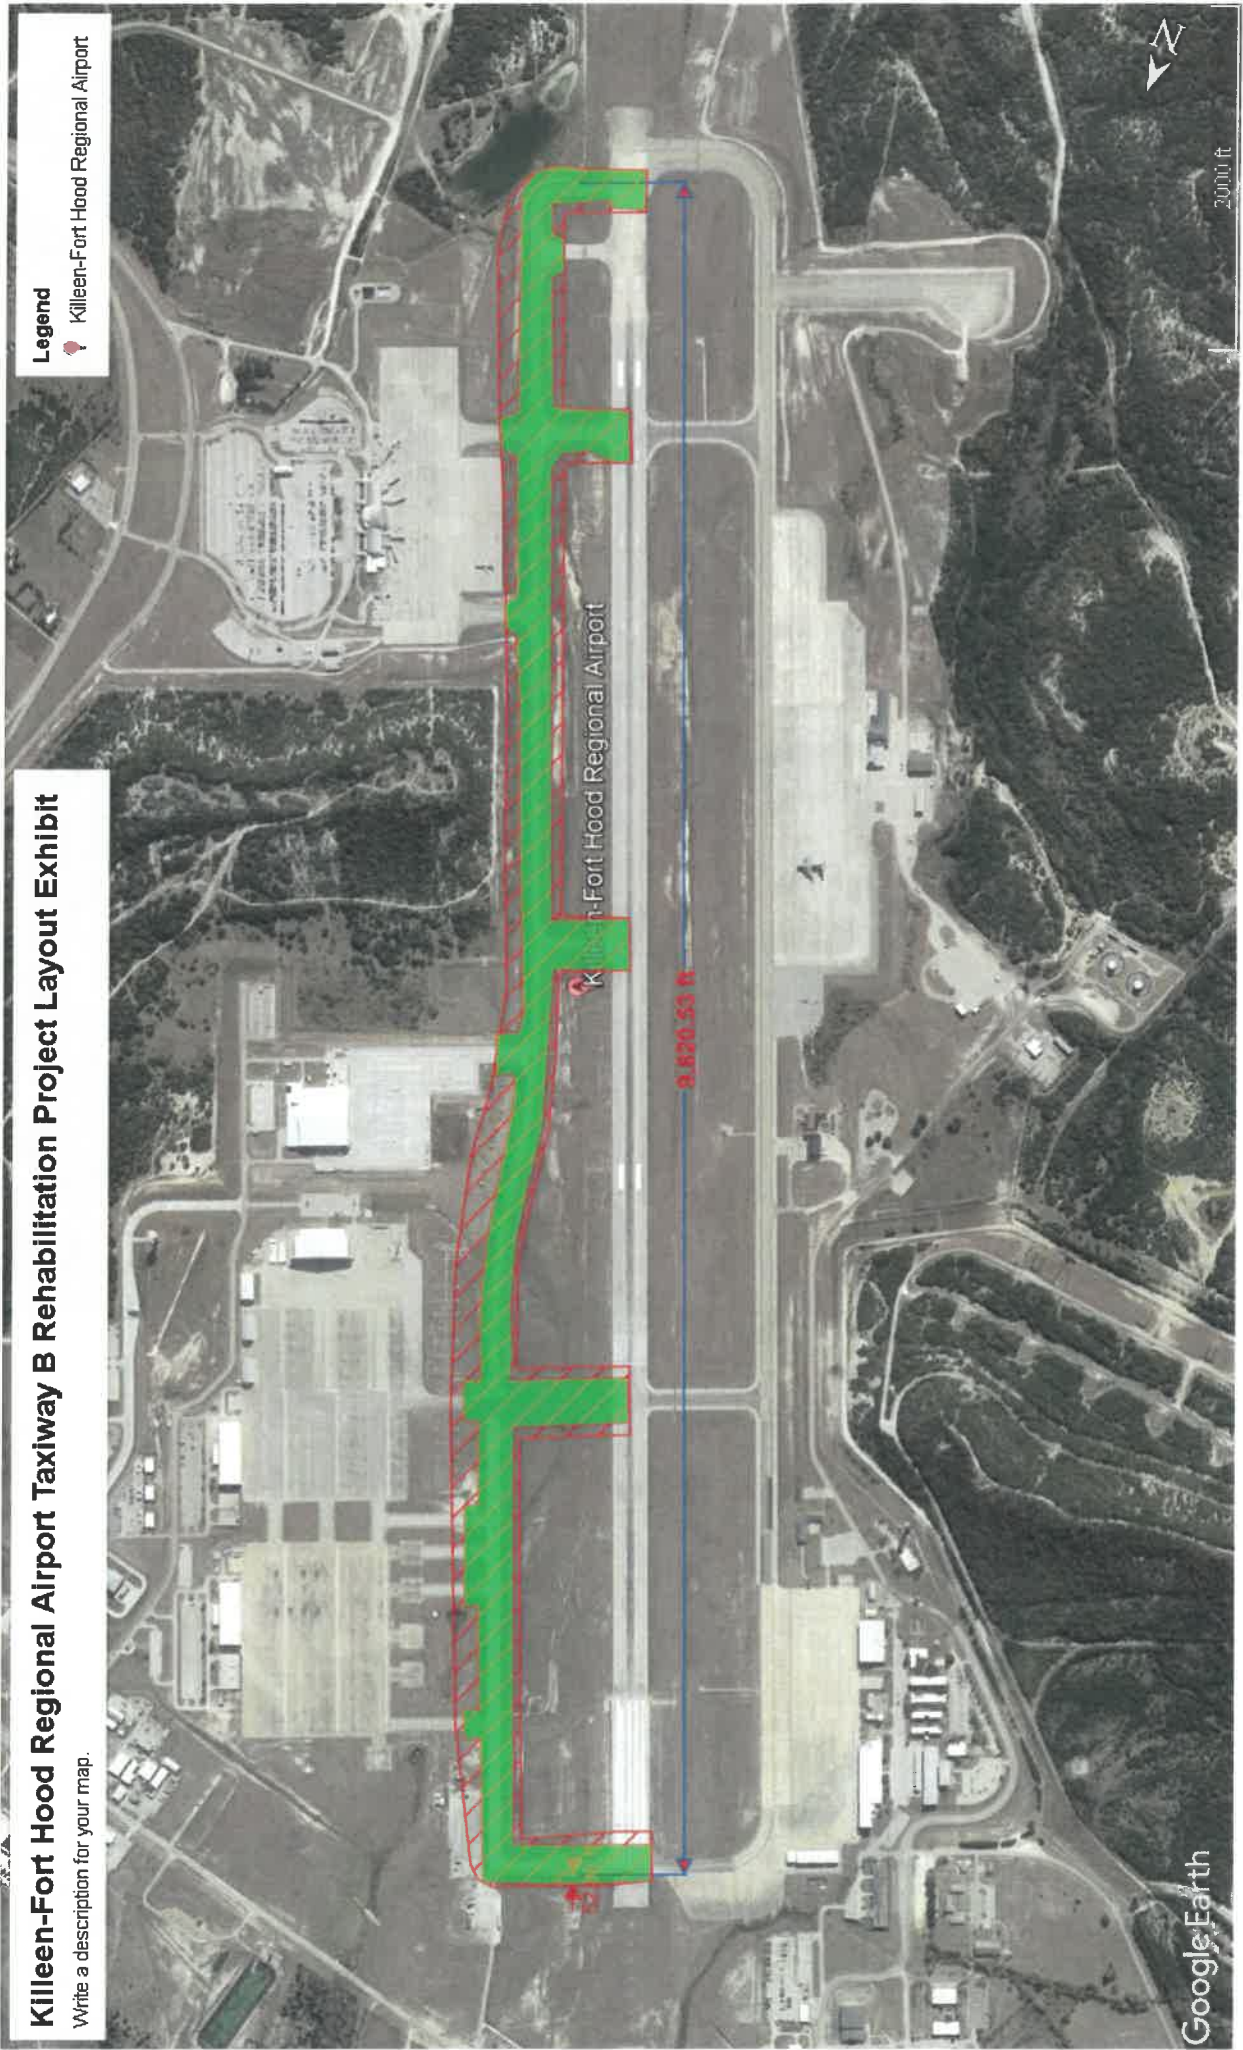 Killeen-Fort Hood Regional Airport Taxiway B Rehabilitation Project Layout Exhibit
Write a description for your map.
Legend
Killeen-Fort Hood Regional Airport
Killeen-Fort Hood Regional Airport
9,820.53 ft
Google Earth
2000 ft
N